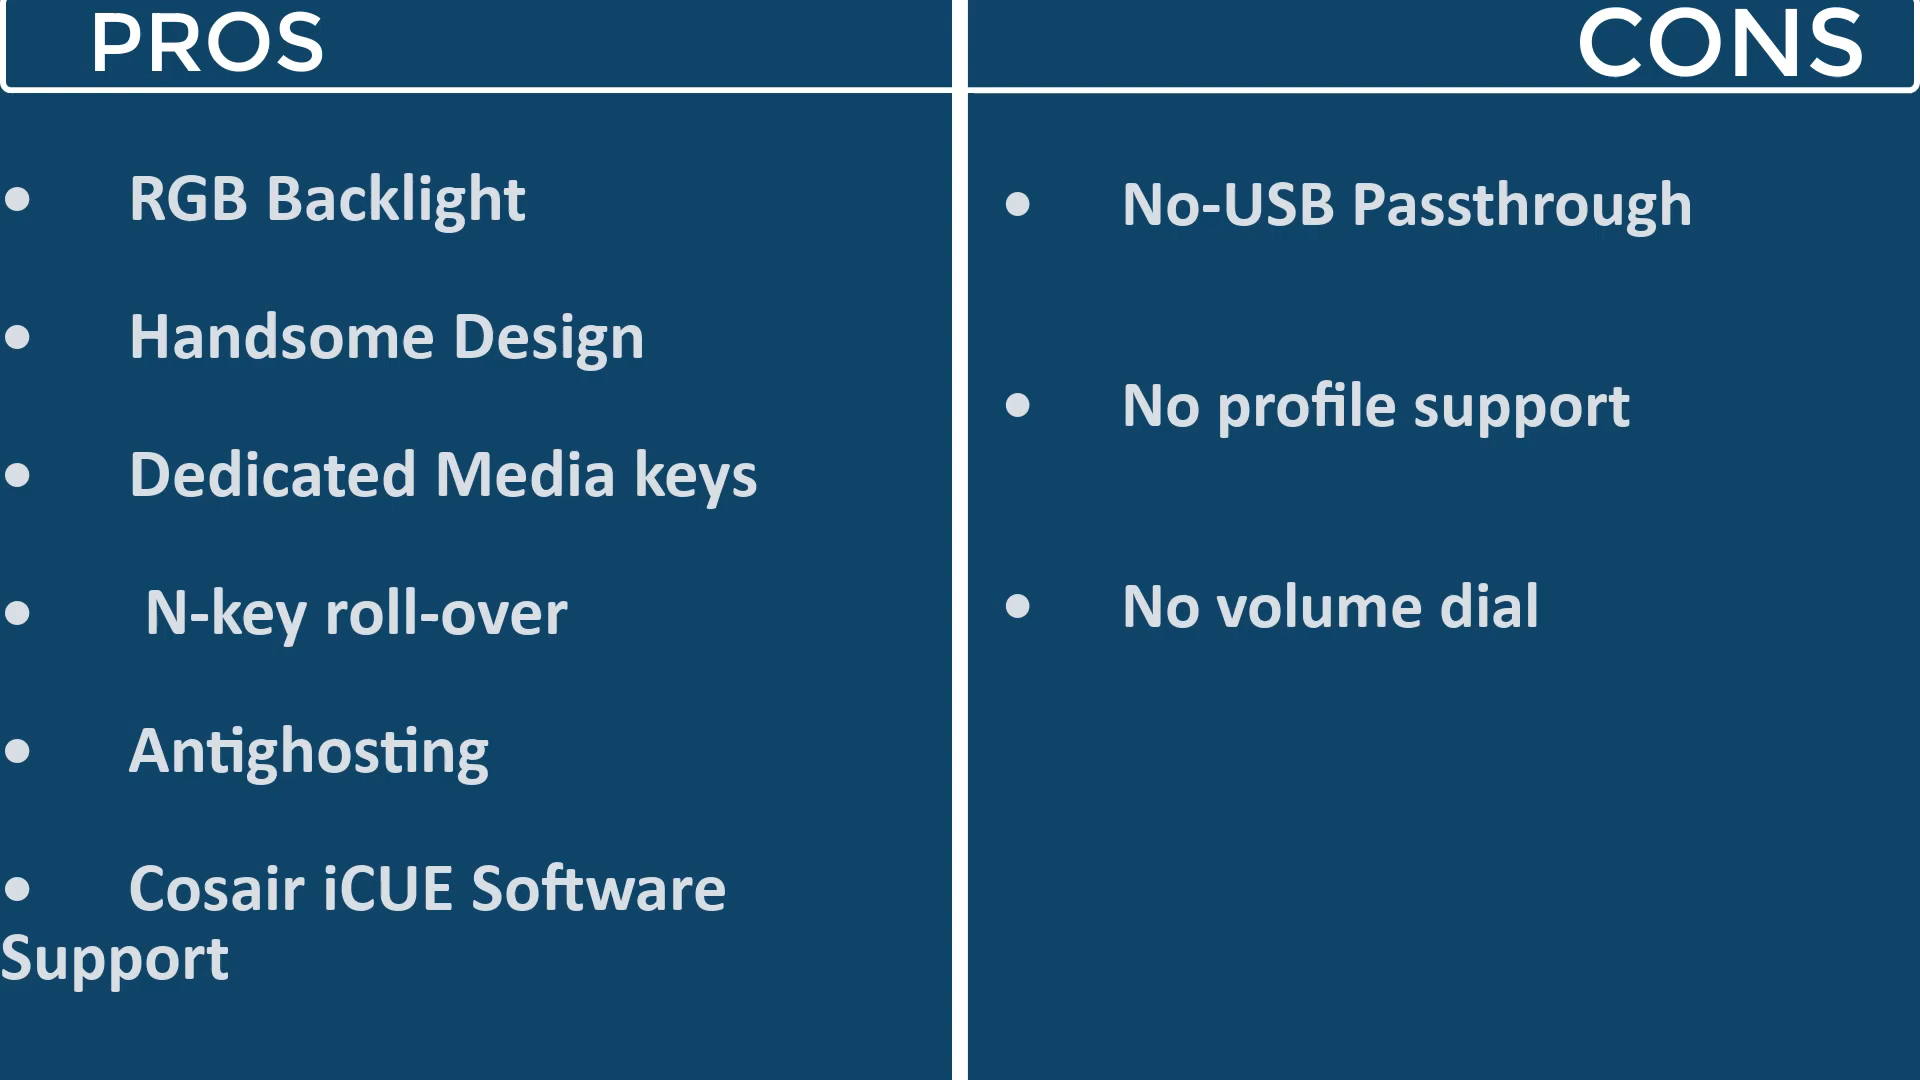 PROS
• RGB Backlight
• Handsome Design
• Dedicated Media keys
• N-key roll-over
• Antighosting
• Cosair iCUE Software
Support
CONS
• No-USB Passthrough
• No profile support
• No volume dial